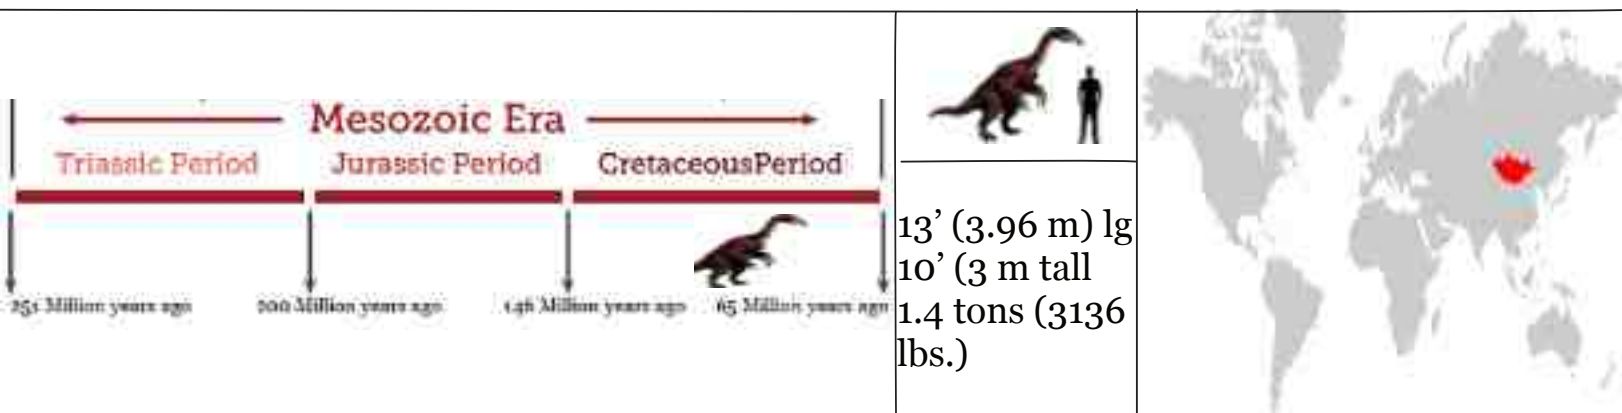 Mesozoic Era
Triassic Period Jurassic Period CretaceousPeriod
251 Million years ago 200 Million years ago 146 Million years ago 65 Million years ago
13’ (3.96 m) lg
10’ (3 m tall
1.4 tons (3136
lbs.)